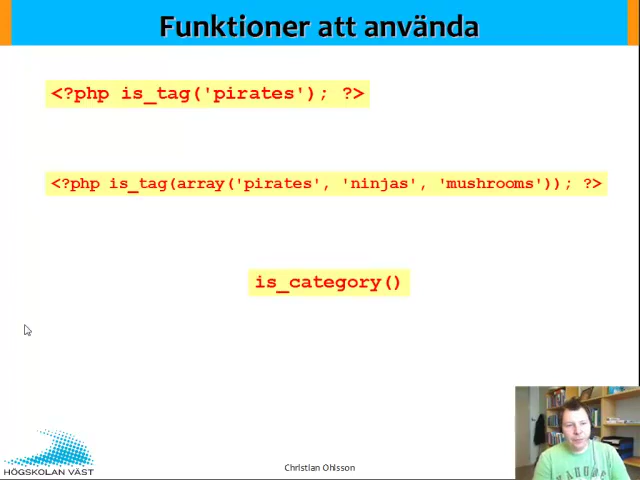 Funktioner att använda
<?php is_tag('pirates'); ?>
<?php is_tag(array('pirates', 'ninjas', 'mushrooms')); ?>
is_category()
HÖGSKOLAN VÄST
Christian Ohlsson